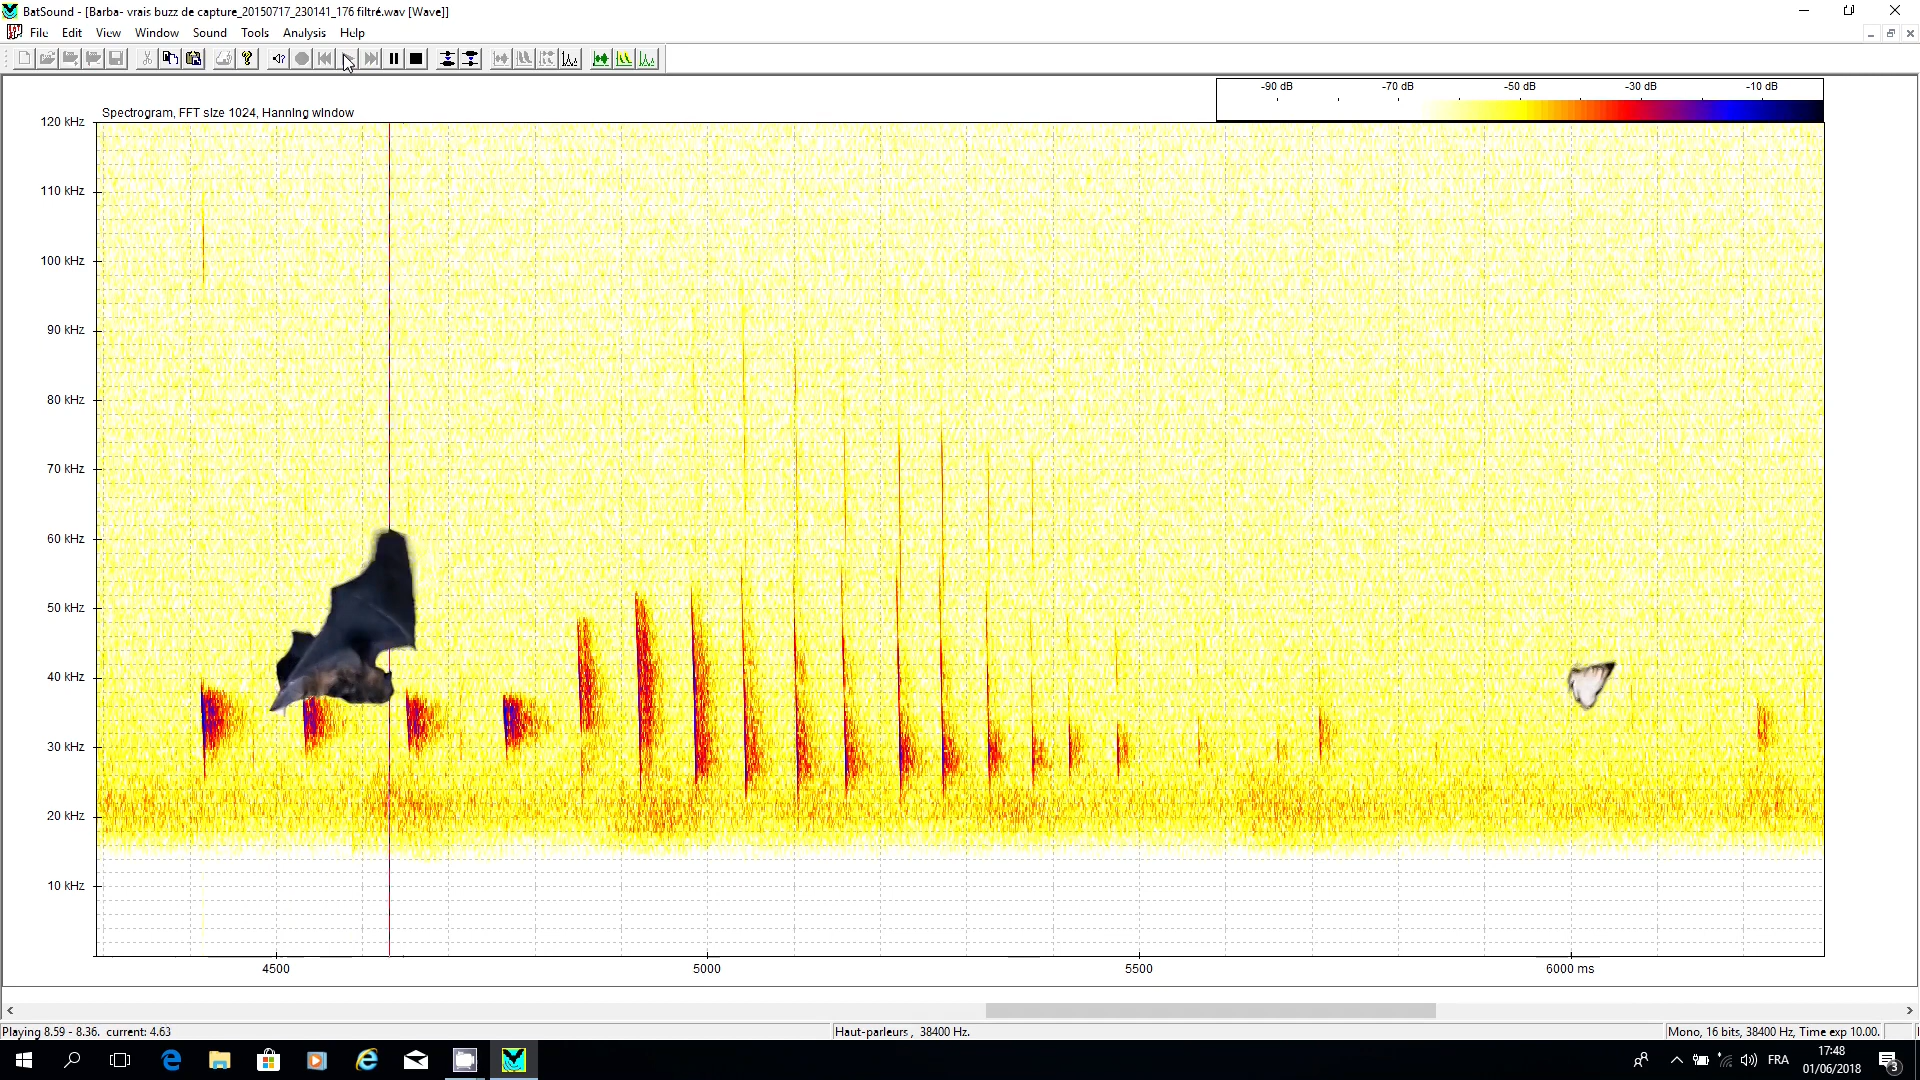 BatSound - [Barba- vrais buzz de capture_20150717_230141_176 filtré.wav [Wave]]
File Edit View Window Sound Tools Analysis Help
-90 dB -70 dB -50 dB -30 dB -10 dB
Spectrogram, FFT size 1024, Hanning window
120 kHz
110 kHz
100 kHz
90 kHz
80 kHz
70 kHz
60 kHz
50 kHz
40 kHz
30 kHz
20 kHz
10 kHz
4500 5000 5500 6000 ms
Playing 8.59 - 8.36. current: 4.63 Haut-parleurs , 38400 Hz. Mono, 16 bits, 38400 Hz, Time exp 10.00.
FRA 17:48
01/06/2018 3